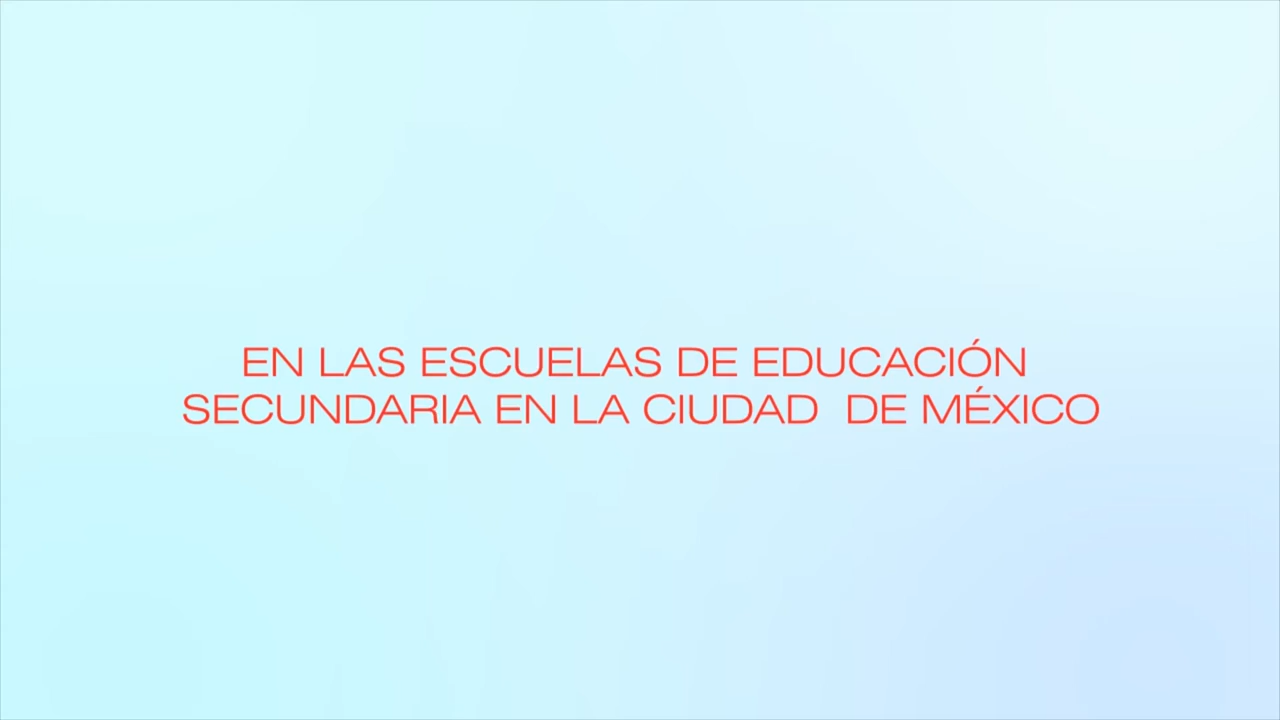 EN LAS ESCUELAS DE EDUCACIÓN
SECUNDARIA EN LA CIUDAD  DE MÉXICO